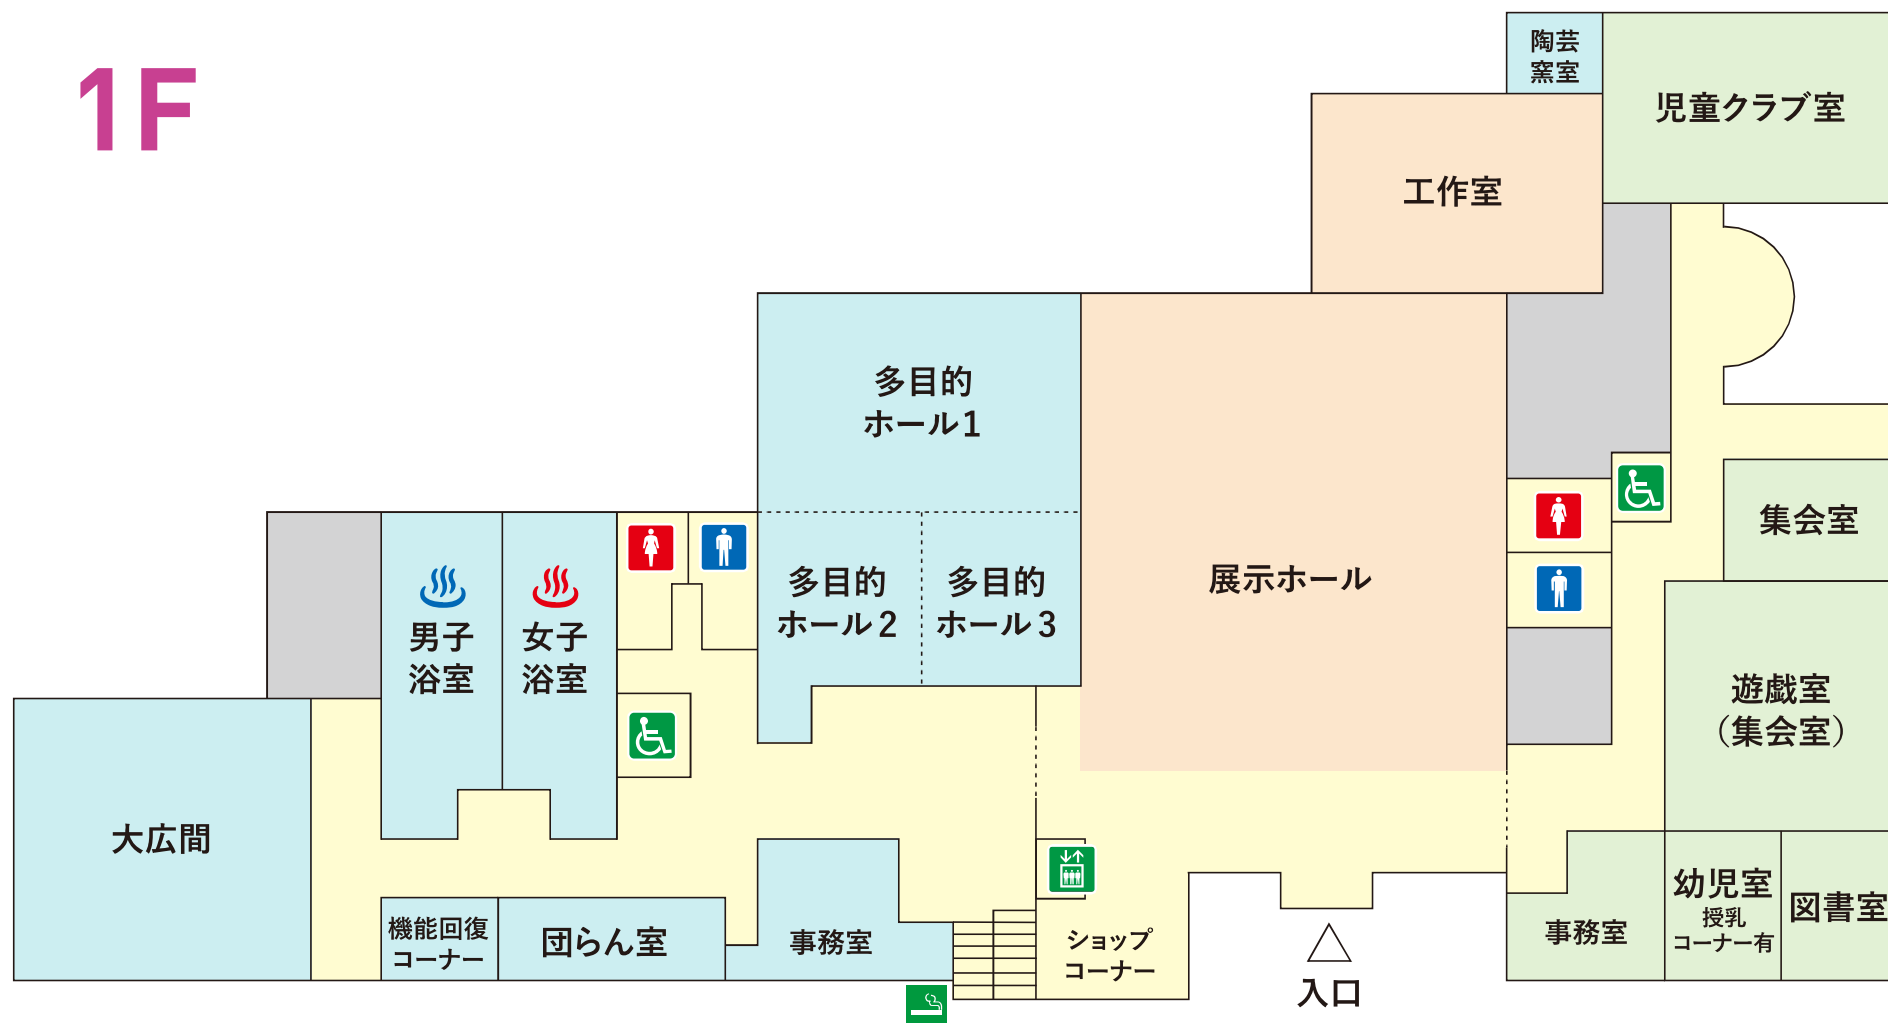 1F
陶芸
窯室
児童クラブ室
工作室
多目的
ホール1
多目的
ホール2
多目的
ホール3
展示ホール
集会室
男子
浴室
女子
浴室
遊戯室
（集会室）
大広間
機能回復
コーナー
団らん室
事務室
ショップ
コーナー
入口
事務室
幼児室
授乳
コーナー有
図書室